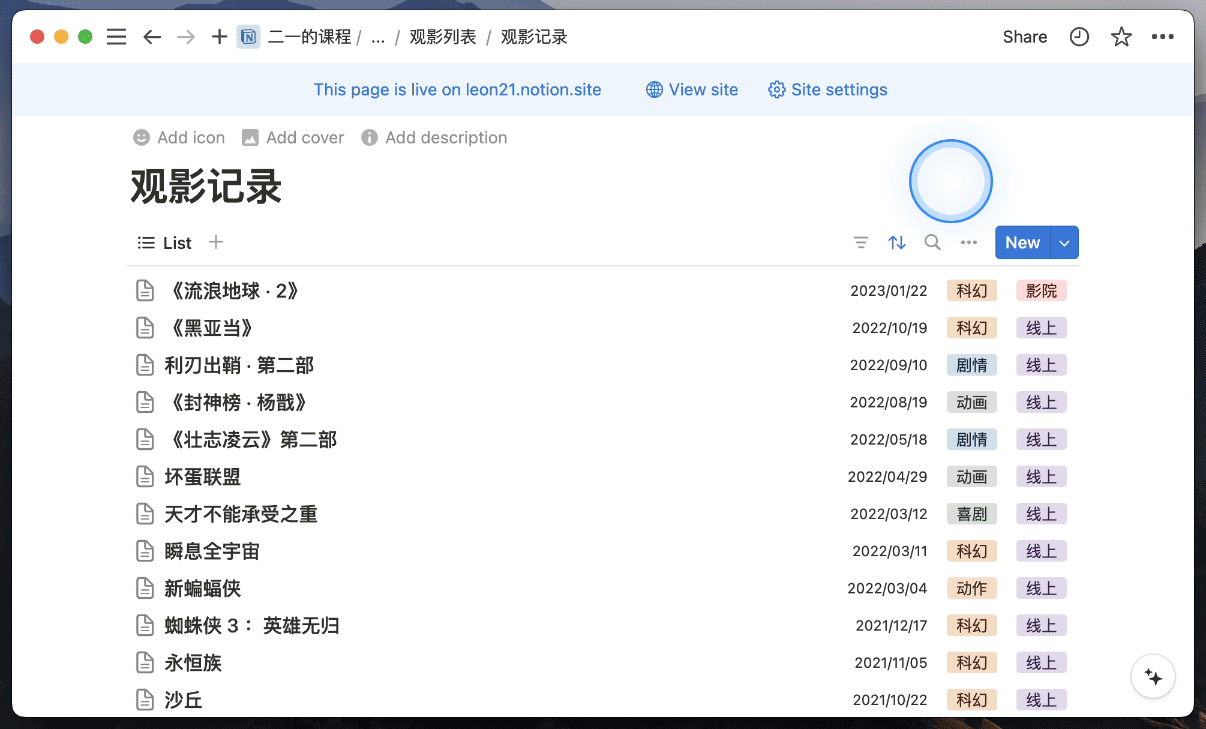 二一的课程 / ... / 观影列表 / 观影记录 Share
This page is live on leon21.notion.site View site Site settings
Add icon Add cover Add description
观影记录
List New
《流浪地球 · 2》 2023/01/22 科幻 影院
《黑亚当》 2022/10/19 科幻 线上
利刃出鞘 · 第二部 2022/09/10 剧情 线上
《封神榜 · 杨戬》 2022/08/19 动画 线上
《壮志凌云》第二部 2022/05/18 剧情 线上
坏蛋联盟 2022/04/29 动画 线上
天才不能承受之重 2022/03/12 喜剧 线上
瞬息全宇宙 2022/03/11 科幻 线上
新蝙蝠侠 2022/03/04 动作 线上
蜘蛛侠 3： 英雄无归 2021/12/17 科幻 线上
永恒族 2021/11/05 科幻 线上
沙丘 2021/10/22 科幻 线上